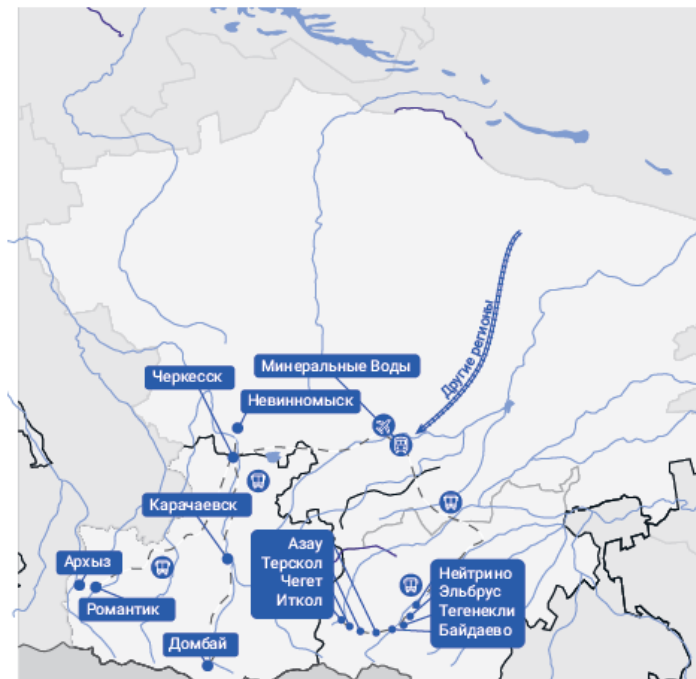 Другие регионы
Минеральные Воды
Черкесск
Невинномыск
Карачаевск
Азау
Терскол
Чегет
Иткол
Нейтрино
Эльбрус
Тегенекли
Байдаево
Архыз
Романтик
Домбай